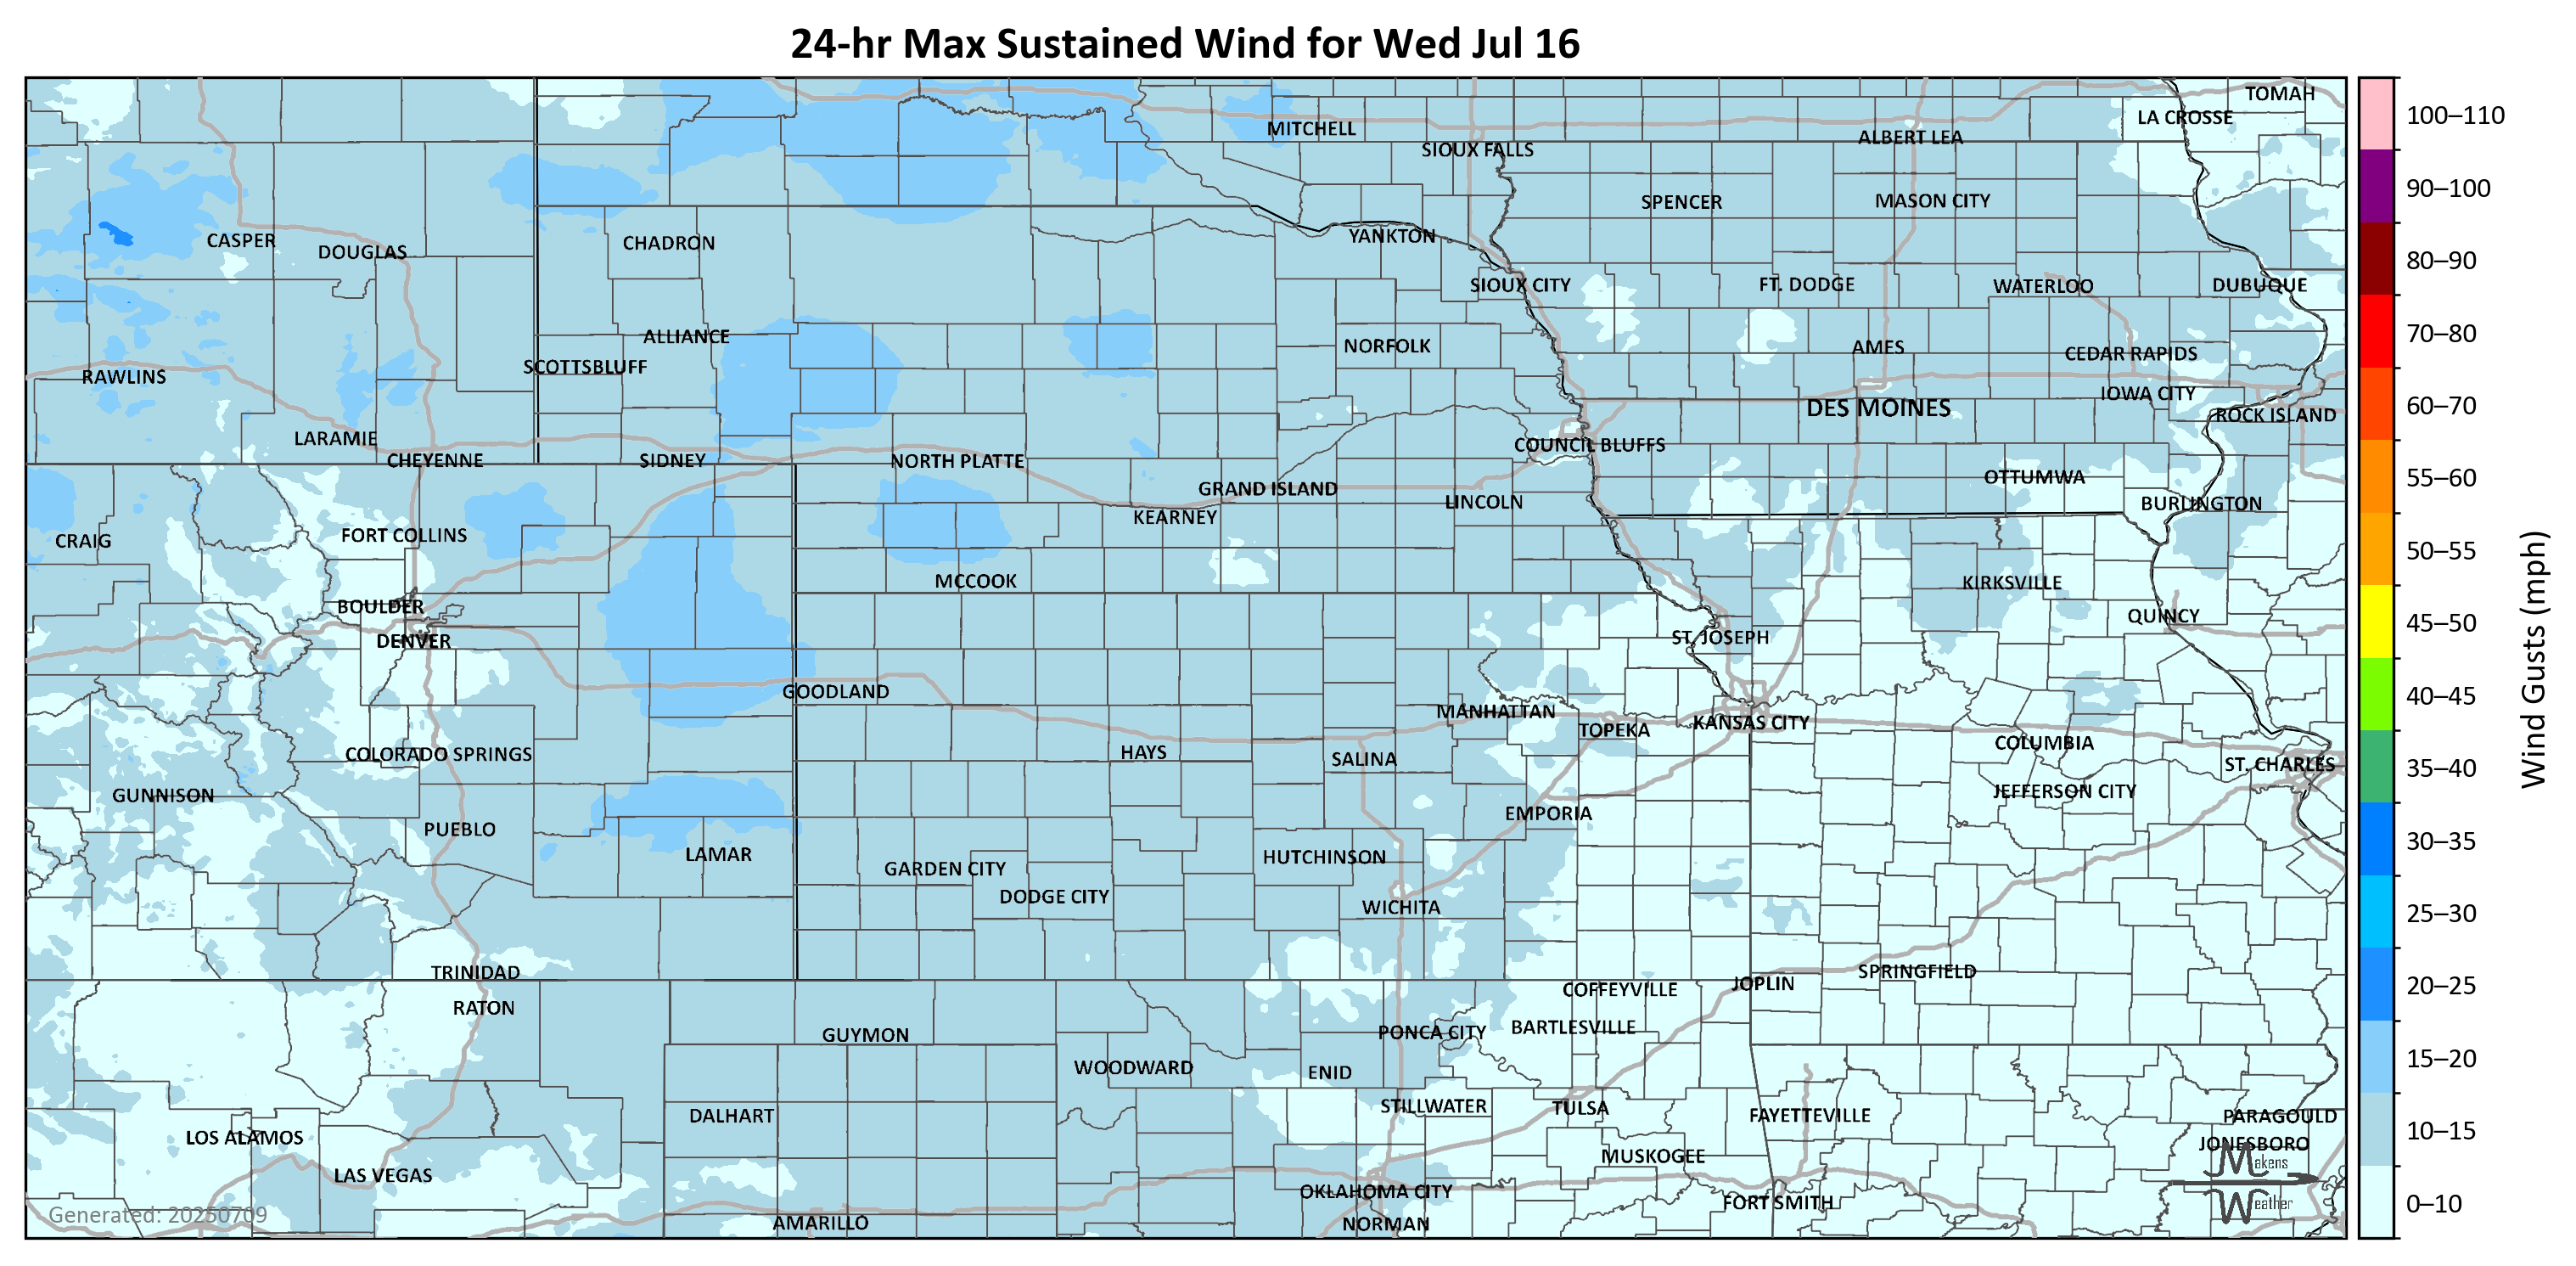 24-hr Max Sustained Wind for Wed Jul 16
TOMAH
LA CROSSE
MITCHELL
ALBERT LEA
SIOUX FALLS
SPENCER
MASON CITY
CASPER
DOUGLAS
CHADRON
YANKTON
SIOUX CITY
FT. DODGE
WATERLOO
DUBUQUE
ALLIANCE
NORFOLK
AMES
CEDAR RAPIDS
SCOTTSBLUFF
RAWLINS
IOWA CITY
DES MOINES
ROCK ISLAND
LARAMIE
COUNCIL BLUFFS
CHEYENNE
SIDNEY
NORTH PLATTE
OTTUMWA
GRAND ISLAND
LINCOLN
BURLINGTON
KEARNEY
FORT COLLINS
CRAIG
MCCOOK
KIRKSVILLE
BOULDER
QUINCY
DENVER
ST. JOSEPH
GOODLAND
MANHATTAN
TOPEKA
KANSAS CITY
COLUMBIA
COLORADO SPRINGS
HAYS
SALINA
ST. CHARLES
GUNNISON
JEFFERSON CITY
EMPORIA
PUEBLO
LAMAR
HUTCHINSON
GARDEN CITY
DODGE CITY
WICHITA
TRINIDAD
SPRINGFIELD
JOPLIN
COFFEYVILLE
RATON
GUYMON
PONCA CITY
BARTLESVILLE
WOODWARD
ENID
STILLWATER
TULSA
DALHART
FAYETTEVILLE
PARAGOULD
LOS ALAMOS
JONESBORO
MUSKOGEE
LAS VEGAS
OKLAHOMA CITY
FORT SMITH
AMARILLO
NORMAN
Generated: 20250709
Makens
Weather
100–110
90–100
80–90
70–80
60–70
55–60
50–55
45–50
40–45
35–40
30–35
25–30
20–25
15–20
10–15
0–10
Wind Gusts (mph)